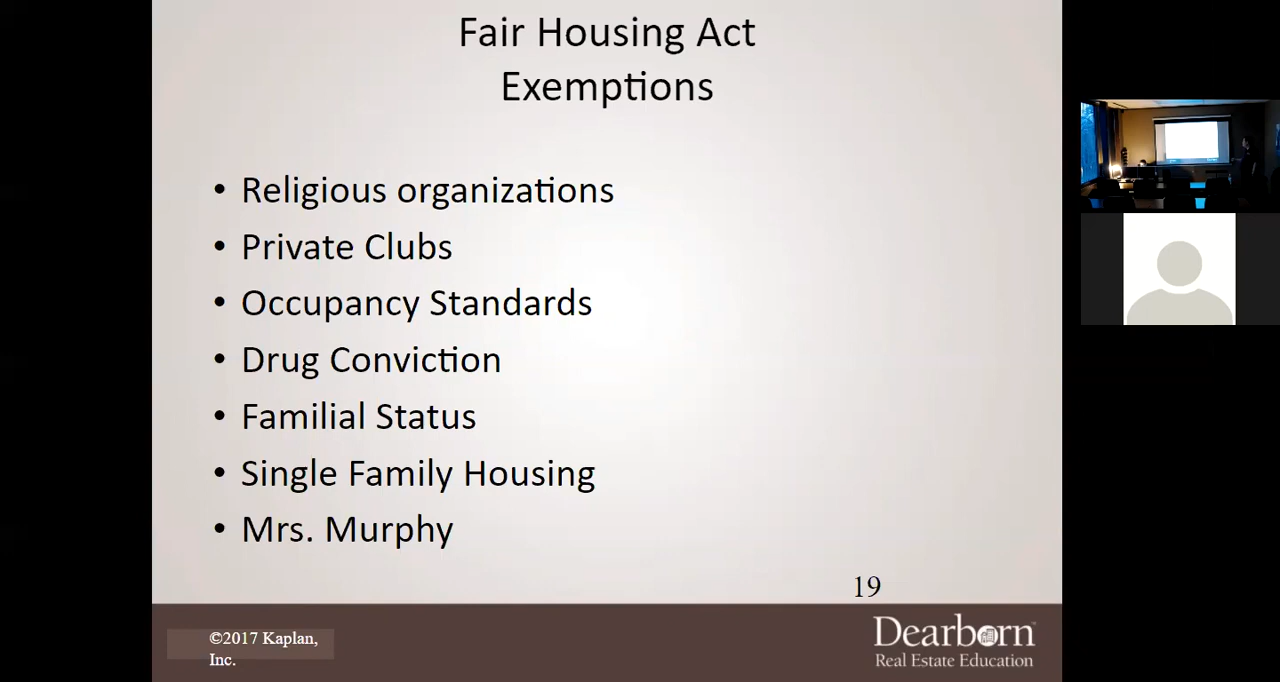 Fair Housing Act
Exemptions
• Religious organizations
• Private Clubs
• Occupancy Standards
• Drug Conviction
• Familial Status
• Single Family Housing
• Mrs. Murphy
19
©2017 Kaplan,
Inc.
Dearborn™
Real Estate Education